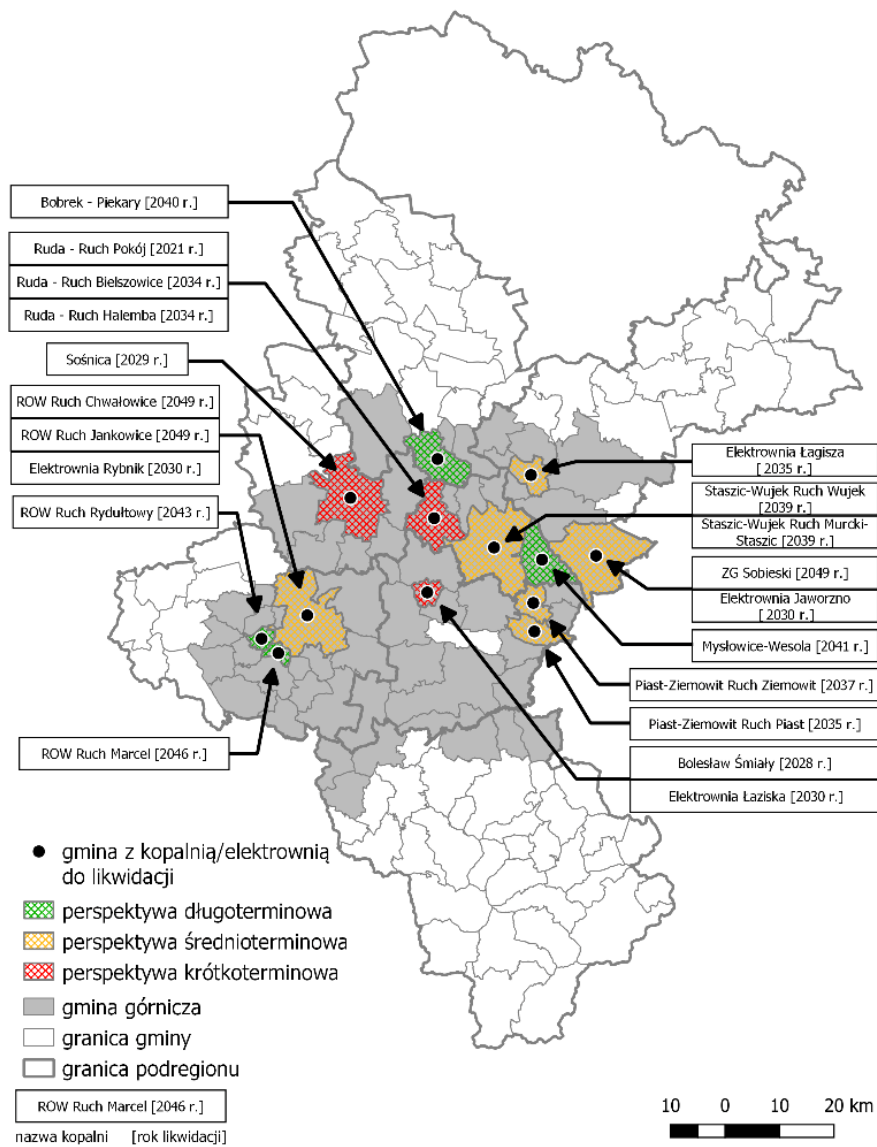 Bobrek - Piekary [2040 r.]
Ruda - Ruch Pokój [2021 r.]
Ruda - Ruch Bielszowice [2034 r.]
Ruda - Ruch Halemba [2034 r.]
Sośnica [2029 r.]
ROW Ruch Chwałowice [2049 r.]
ROW Ruch Jankowice [2049 r.]
Elektrownia Rybnik [2030 r.]
ROW Ruch Rydułtowy [2043 r.]
ROW Ruch Marcel [2046 r.]
Elektrownia Łagisza
[2035 r.]
Staszic-Wujek Ruch Wujek
[2039 r.]
Staszic-Wujek Ruch Murcki-
Staszic [2039 r.]
ZG Sobieski [2049 r.]
Elektrownia Jaworzno
[2030 r.]
Mysłowice-Wesoła [2041 r.]
Piast-Ziemowit Ruch Ziemowit [2037 r.]
Piast-Ziemowit Ruch Piast [2035 r.]
Bolesław Śmiały [2028 r.]
Elektrownia Łaziska [2030 r.]
gmina z kopalnią/elektrownią
do likwidacji
perspektywa długoterminowa
perspektywa średnioterminowa
perspektywa krótkoterminowa
gmina górnicza
granica gminy
granica podregionu
ROW Ruch Marcel [2046 r.]
nazwa kopalni [rok likwidacji]
10 0 10 20 km